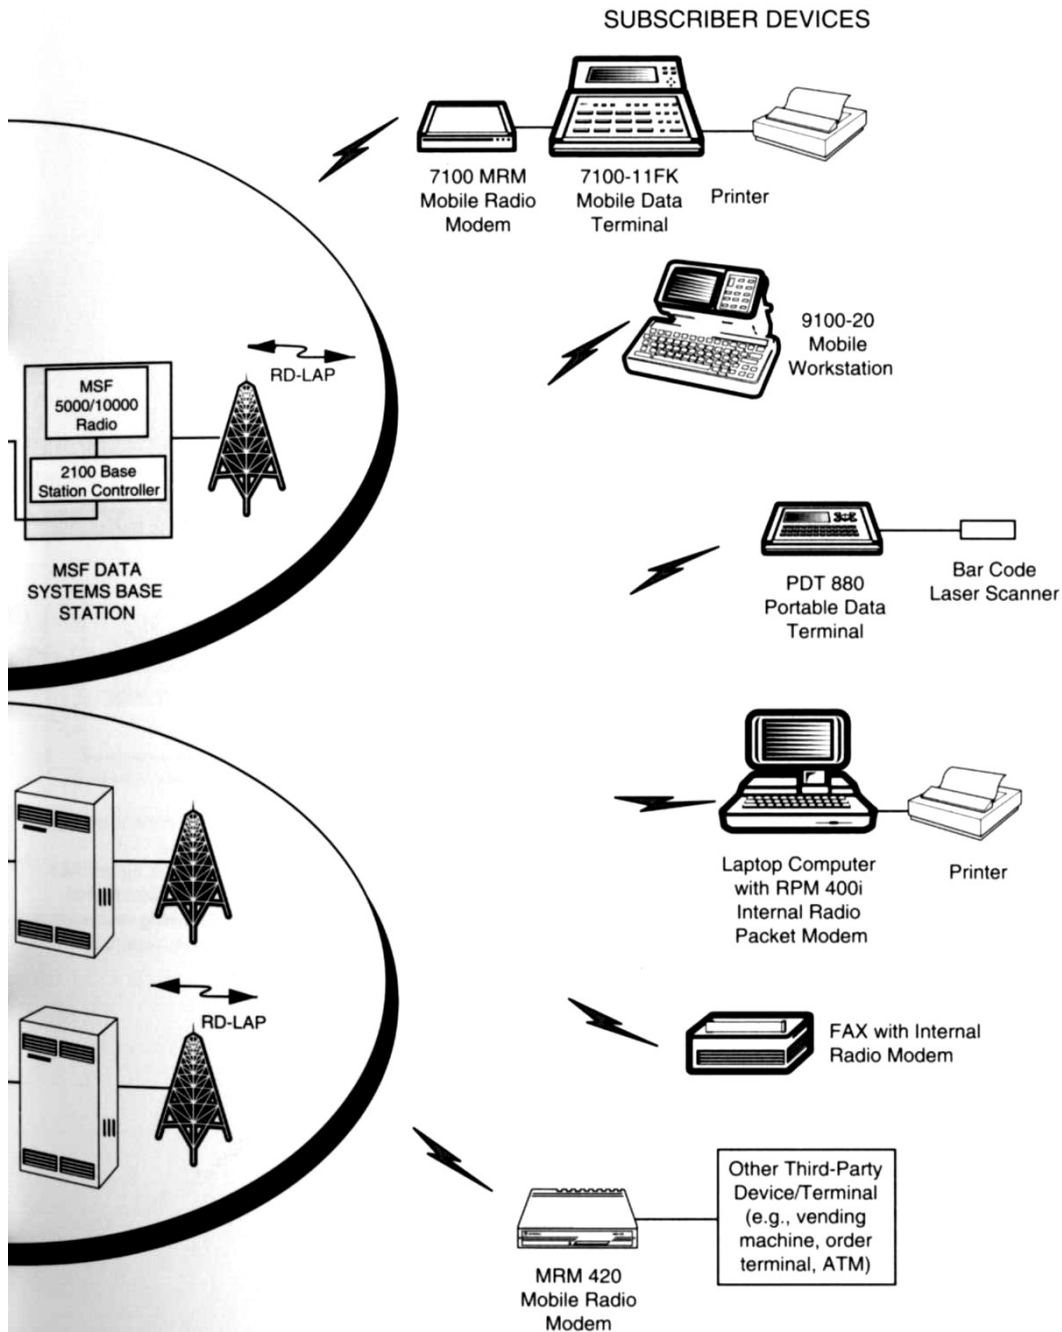 SUBSCRIBER DEVICES
7100 MRM
Mobile Radio
Modem
7100-11FK
Mobile Data
Terminal
Printer
9100-20
Mobile
Workstation
RD-LAP
MSF
5000/10000
Radio
2100 Base
Station Controller
MSF DATA
SYSTEMS BASE
STATION
PDT 880
Portable Data
Terminal
Bar Code
Laser Scanner
Laptop Computer
with RPM 400i
Internal Radio
Packet Modem
Printer
RD-LAP
FAX with Internal
Radio Modem
Other Third-Party
Device/Terminal
(e.g., vending
machine, order
terminal, ATM)
MRM 420
Mobile Radio
Modem